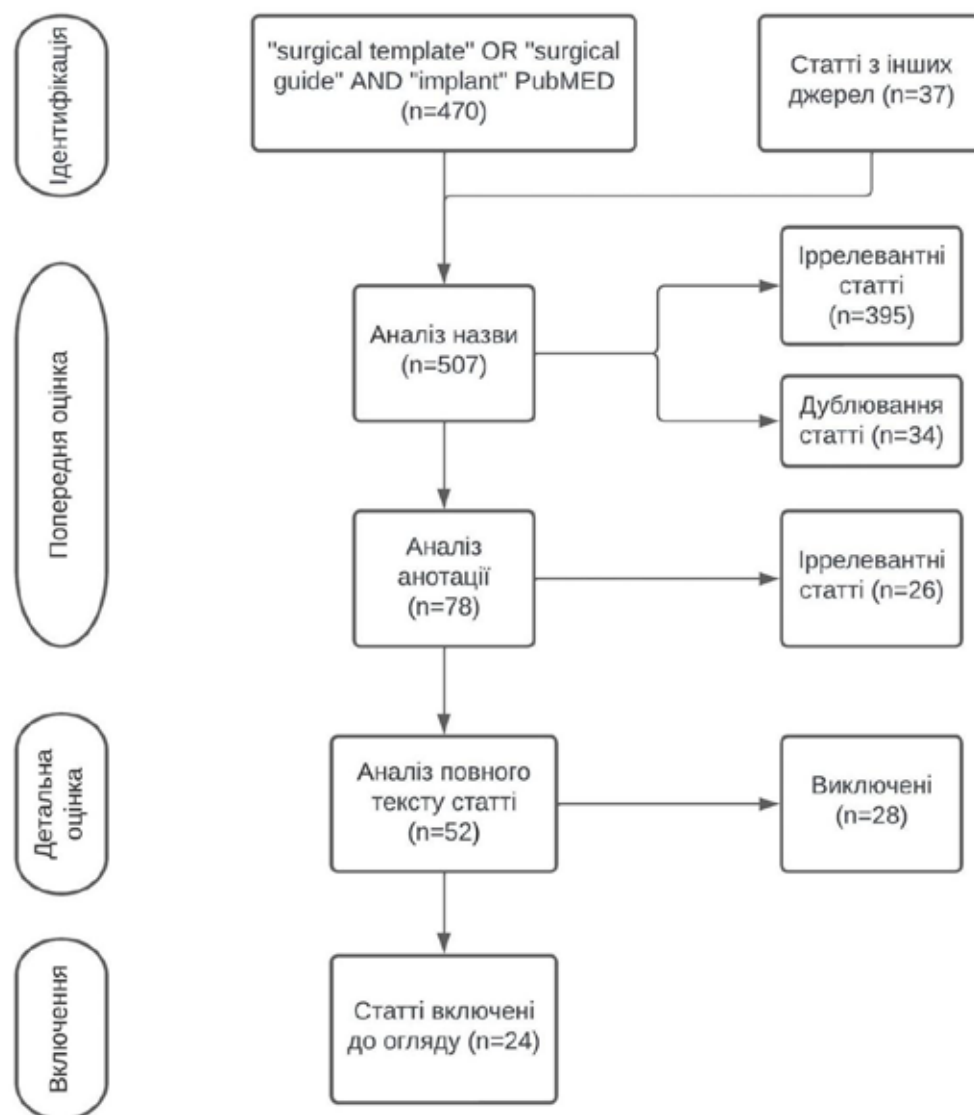 Ідентифікація
"surgical template" OR "surgical
guide" AND "implant" PubMED
(n=470)
Статті з інших
джерел (n=37)
Попередня оцінка
Аналіз назви
(n=507)
Іррелевантні
статті
(n=395)
Дублювання
статті (n=34)
Аналіз
анотації
(n=78)
Іррелевантні
статті (n=26)
Детальна
оцінка
Аналіз повного
тексту статті
(n=52)
Виключені
(n=28)
Включення
Статті включені
до огляду (n=24)